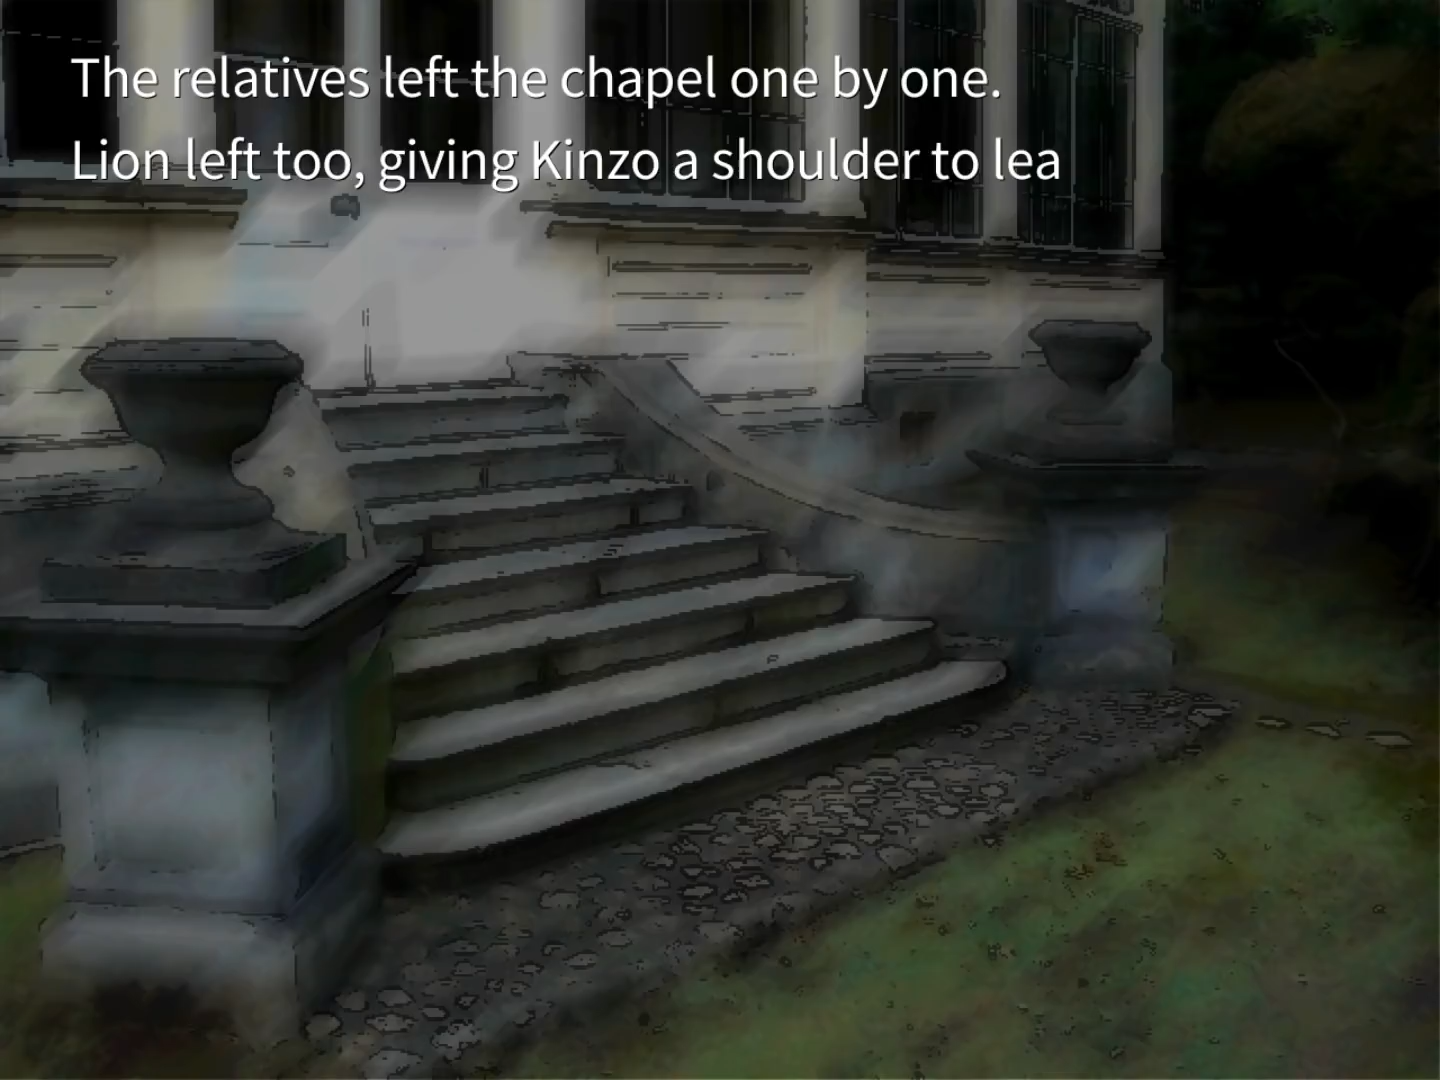 The relatives left the chapel one by one.
Lion left too, giving Kinzo a shoulder to lea